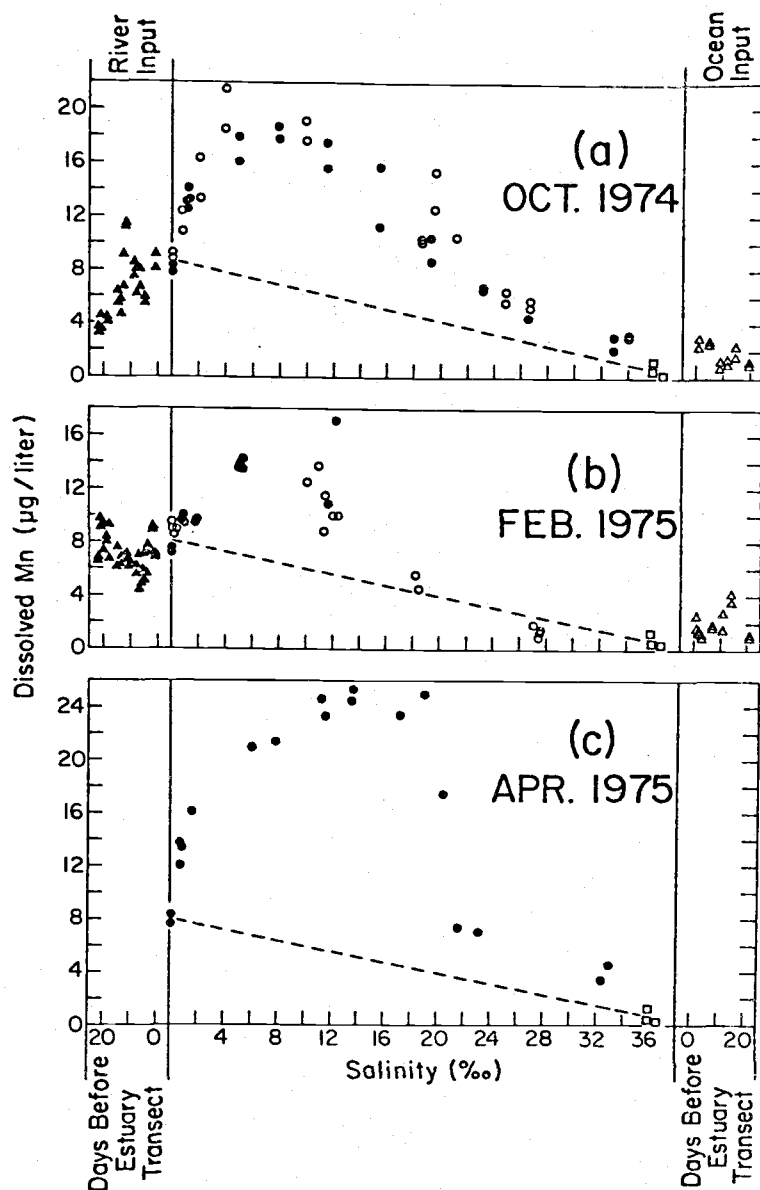 River Input
Ocean Input
20
16
12
8
4
0
(a)
OCT. 1974
16
12
8
4
0
(b)
FEB. 1975
Dissolved Mn (µg/liter)
24
20
16
12
8
4
0
(c)
APR. 1975
20 0 4 8 12 16 20 24 28 32 36 0 20
Salinity (‰)
Days Before Estuary Transect
Days Before Estuary Transect